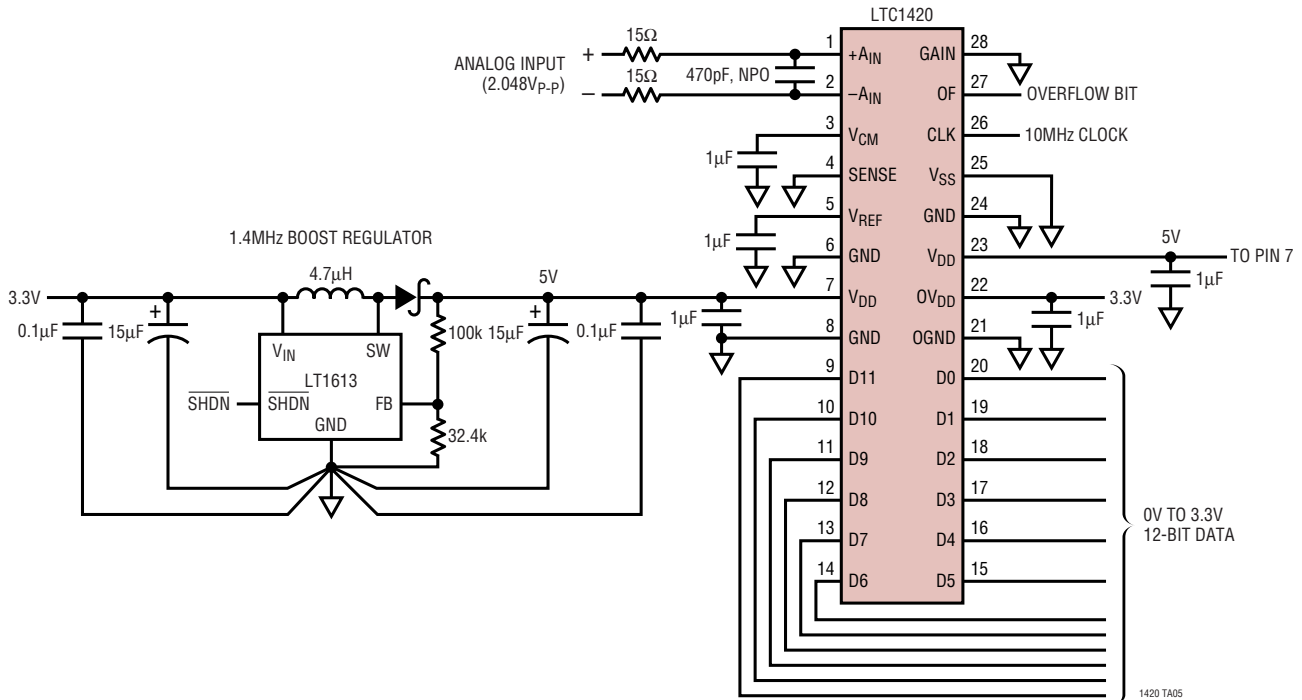 LTC1420
ANALOG INPUT
(2.048VP-P)
+
–
15Ω
15Ω
470pF, NPO
1 +AIN
2 –AIN
3 VCM
4 SENSE
5 VREF
6 GND
7 VDD
8 GND
9 D11
10 D10
11 D9
12 D8
13 D7
14 D6
GAIN 28
OF 27 OVERFLOW BIT
CLK 26 10MHz CLOCK
VSS 25
GND 24
VDD 23
OVDD 22 3.3V
OGND 21
D0 20
D1 19
D2 18
D3 17
D4 16
D5 15
1µF
1µF
1µF
5V
TO PIN 7
1µF
1µF
0V TO 3.3V
12-BIT DATA
1.4MHz BOOST REGULATOR
3.3V
4.7µH
5V
0.1µF
+
15µF
VIN
SW
LT1613
SHDN
SHDN
FB
GND
100k
32.4k
+
15µF
0.1µF
1420 TA05